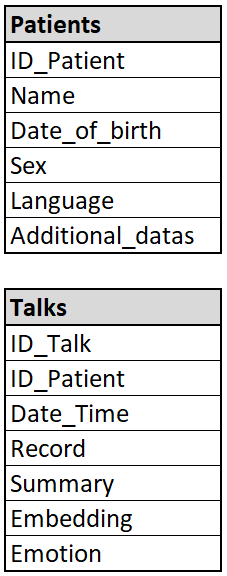 Patients
ID_Patient
Name
Date_of_birth
Sex
Language
Additional_datas
Talks
ID_Talk
ID_Patient
Date_Time
Record
Summary
Embedding
Emotion